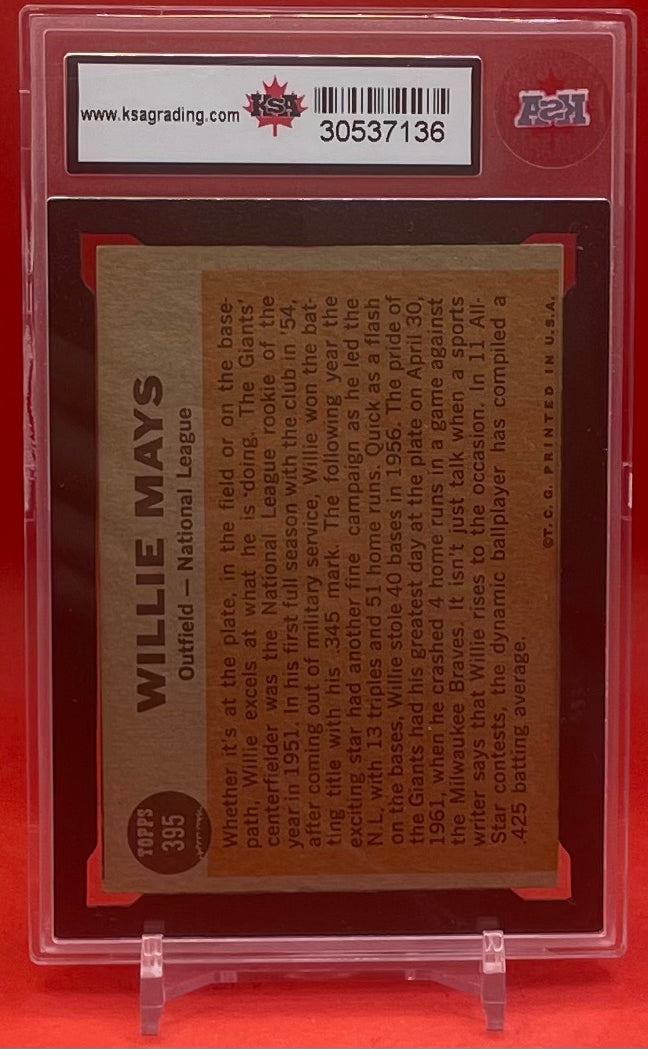 www.ksagrading.com
KSA
30537136
KSA
TOPPS
395
WILLIE MAYS
Outfield — National League
Whether it's at the plate, in the field or on the base-
path, Willie excels at what he is doing. The Giants'
centerfielder was the National League rookie of the
year in 1951. In his first full season with the club in '54,
after coming out of military service, Willie won the bat-
ting title with his .345 mark. The following year the
exciting star had another fine campaign as he led the
N.L. with 13 triples and 51 home runs. Quick as a flash
on the bases, Willie stole 40 bases in 1956. The pride of
the Giants had his greatest day at the plate on April 30,
1961, when he crashed 4 home runs in a game against
the Milwaukee Braves. It isn't just talk when a sports
writer says that Willie rises to the occasion. In 11 All-
Star contests, the dynamic ballplayer has compiled a
.425 batting average.
©T. C. G. PRINTED IN U.S.A.